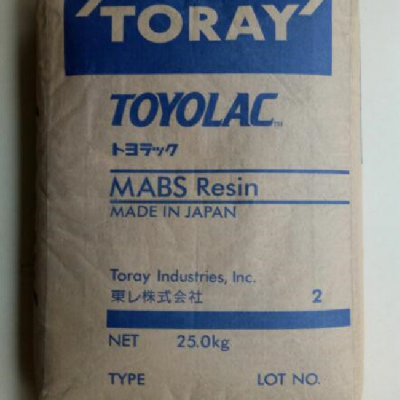 'TORAY'
TOYOLAC™
トヨラック
MABS Resin
MADE IN JAPAN
Toray Industries, Inc.
東レ株式会社 2
NET 25.0kg
TYPE LOT NO.